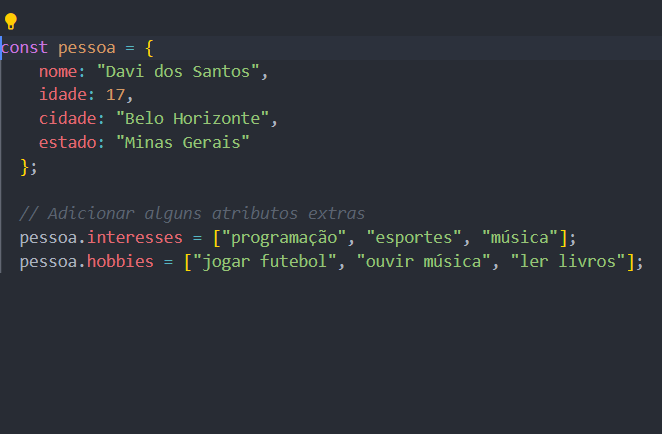 const pessoa = {
    nome: "Davi dos Santos",
    idade: 17,
    cidade: "Belo Horizonte",
    estado: "Minas Gerais"
  };
  // Adicionar alguns atributos extras
  pessoa.interesses = ["programação", "esportes", "música"];
  pessoa.hobbies = ["jogar futebol", "ouvir música", "ler livros"];